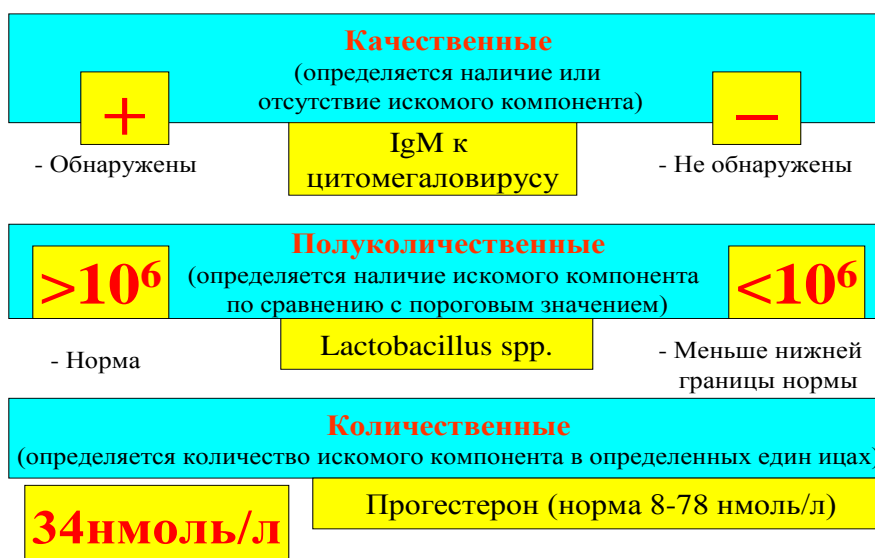 Качественные
(определяется наличие или
отсутствие искомого компонента)
+
–
- Обнаружены
IgM к
цитомегаловирусу
- Не обнаружены
Полуколичественные
>10⁶
(определяется наличие искомого компонента
по сравнению с пороговым значением)
<10⁶
- Норма
Lactobacillus spp.
- Меньше нижней
границы нормы
Количественные
(определяется количество искомого компонента в определенных един ицах)
34нмоль/л
Прогестерон (норма 8-78 нмоль/л)